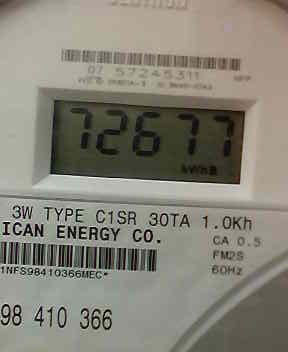 07 57245311
72677
kWhB
3W TYPE C1SR 30TA 1.0Kh
ICAN ENERGY CO.
CA 0.5
FM2S
1NFS98410366MEC*
60Hz
98 410 366